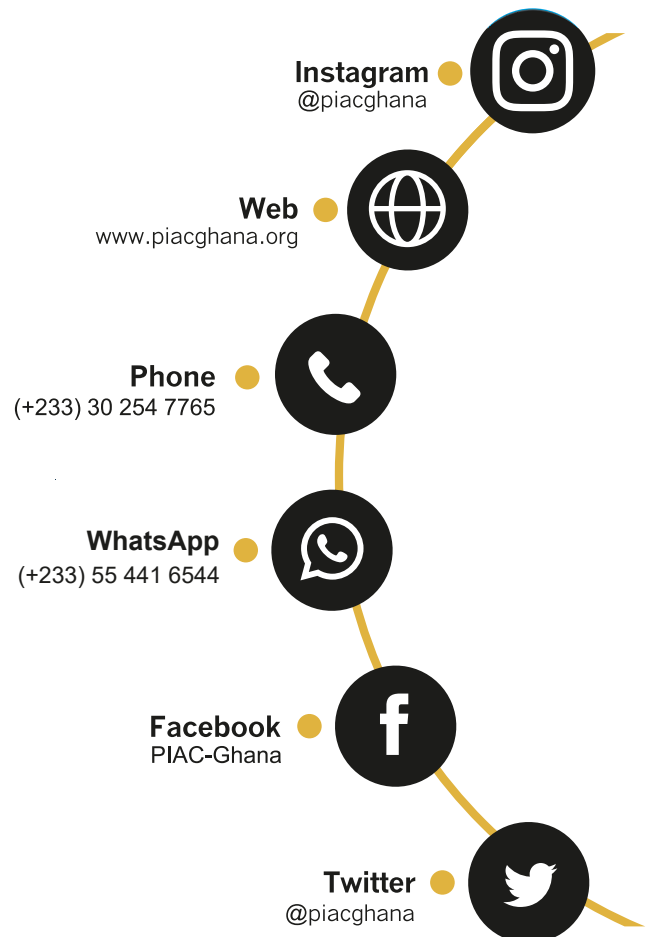 Instagram
@piacghana
Web
www.piacghana.org
Phone
(+233) 30 254 7765
WhatsApp
(+233) 55 441 6544
Facebook
PIAC-Ghana
Twitter
@piacghana